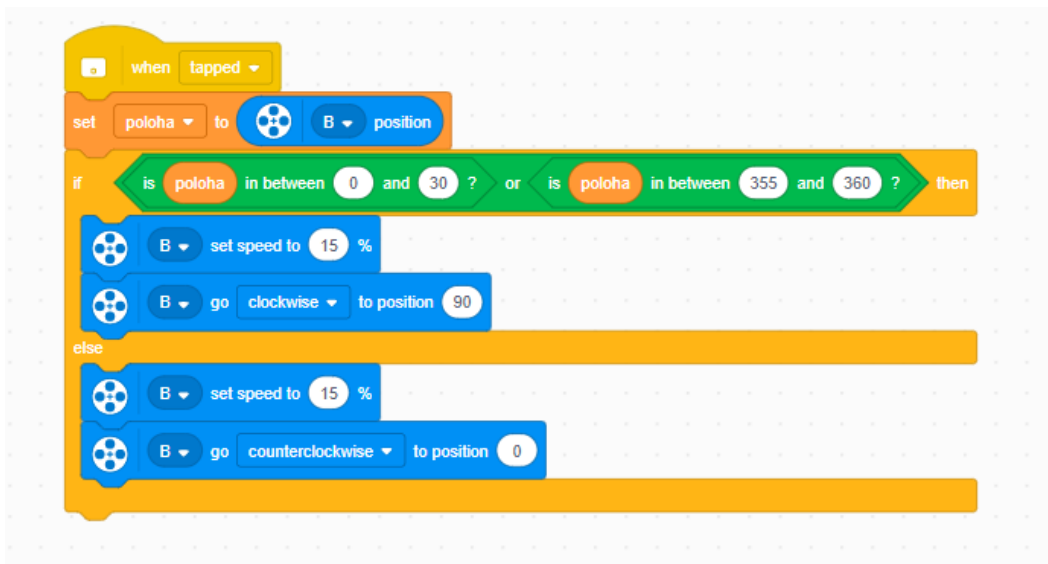 when tapped
set poloha to B position
if is poloha in between 0 and 30 ? or is poloha in between 355 and 360 ? then
B set speed to 15 %
B go clockwise to position 90
else
B set speed to 15 %
B go counterclockwise to position 0